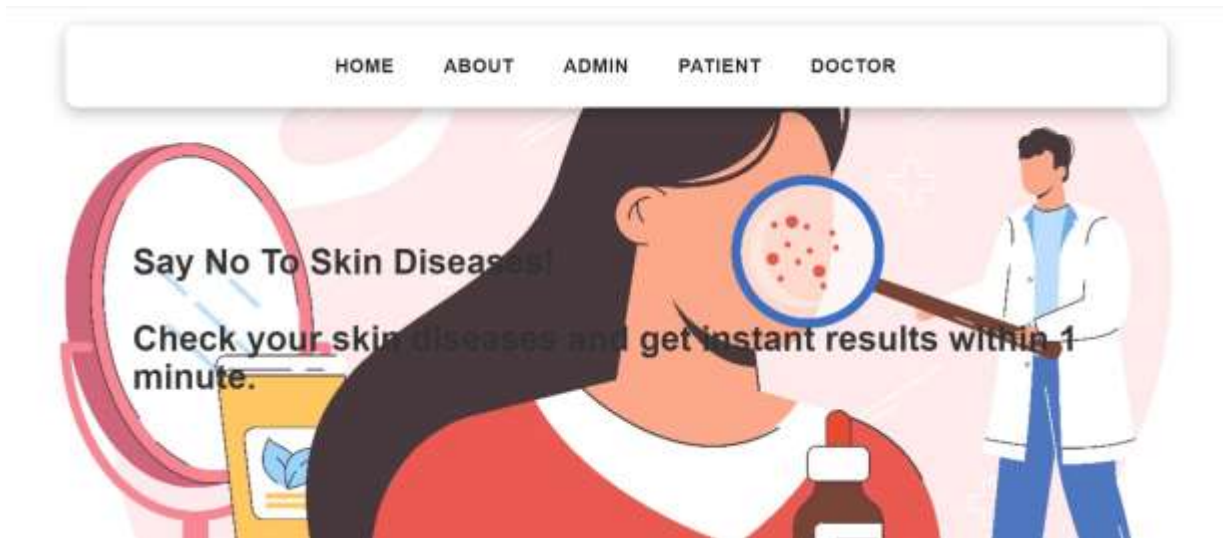 HOME ABOUT ADMIN PATIENT DOCTOR
Say No To Skin Diseases!
Check your skin diseases and get instant results within 1
minute.